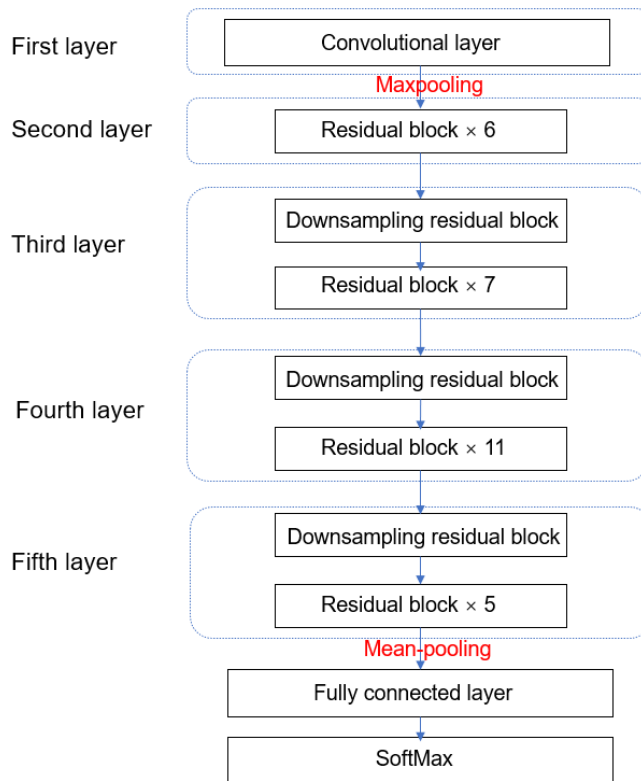 First layer
Convolutional layer
Maxpooling
Second layer
Residual block × 6
Third layer
Downsampling residual block
Residual block × 7
Fourth layer
Downsampling residual block
Residual block × 11
Fifth layer
Downsampling residual block
Residual block × 5
Mean-pooling
Fully connected layer
SoftMax